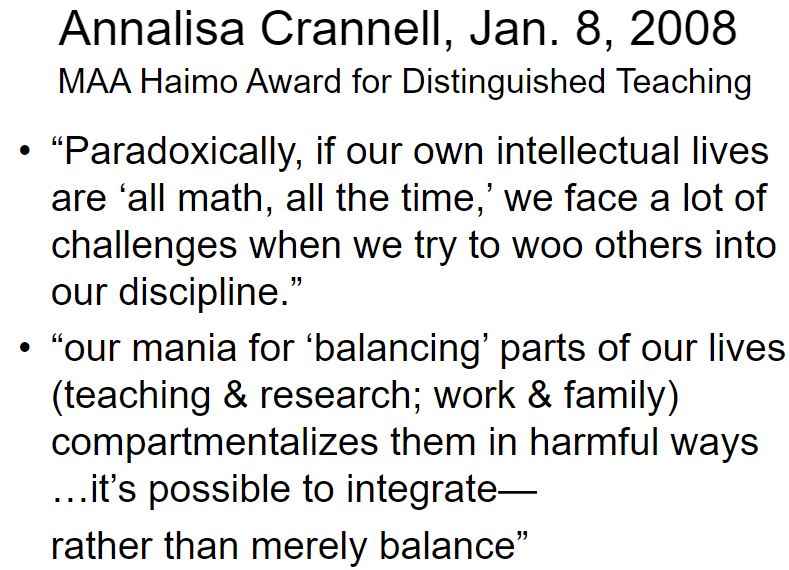 Annalisa Crannell, Jan. 8, 2008
MAA Haimo Award for Distinguished Teaching
• “Paradoxically, if our own intellectual lives
are ‘all math, all the time,’ we face a lot of
challenges when we try to woo others into
our discipline.”
• “our mania for ‘balancing’ parts of our lives
(teaching & research; work & family)
compartmentalizes them in harmful ways
…it’s possible to integrate—
rather than merely balance”